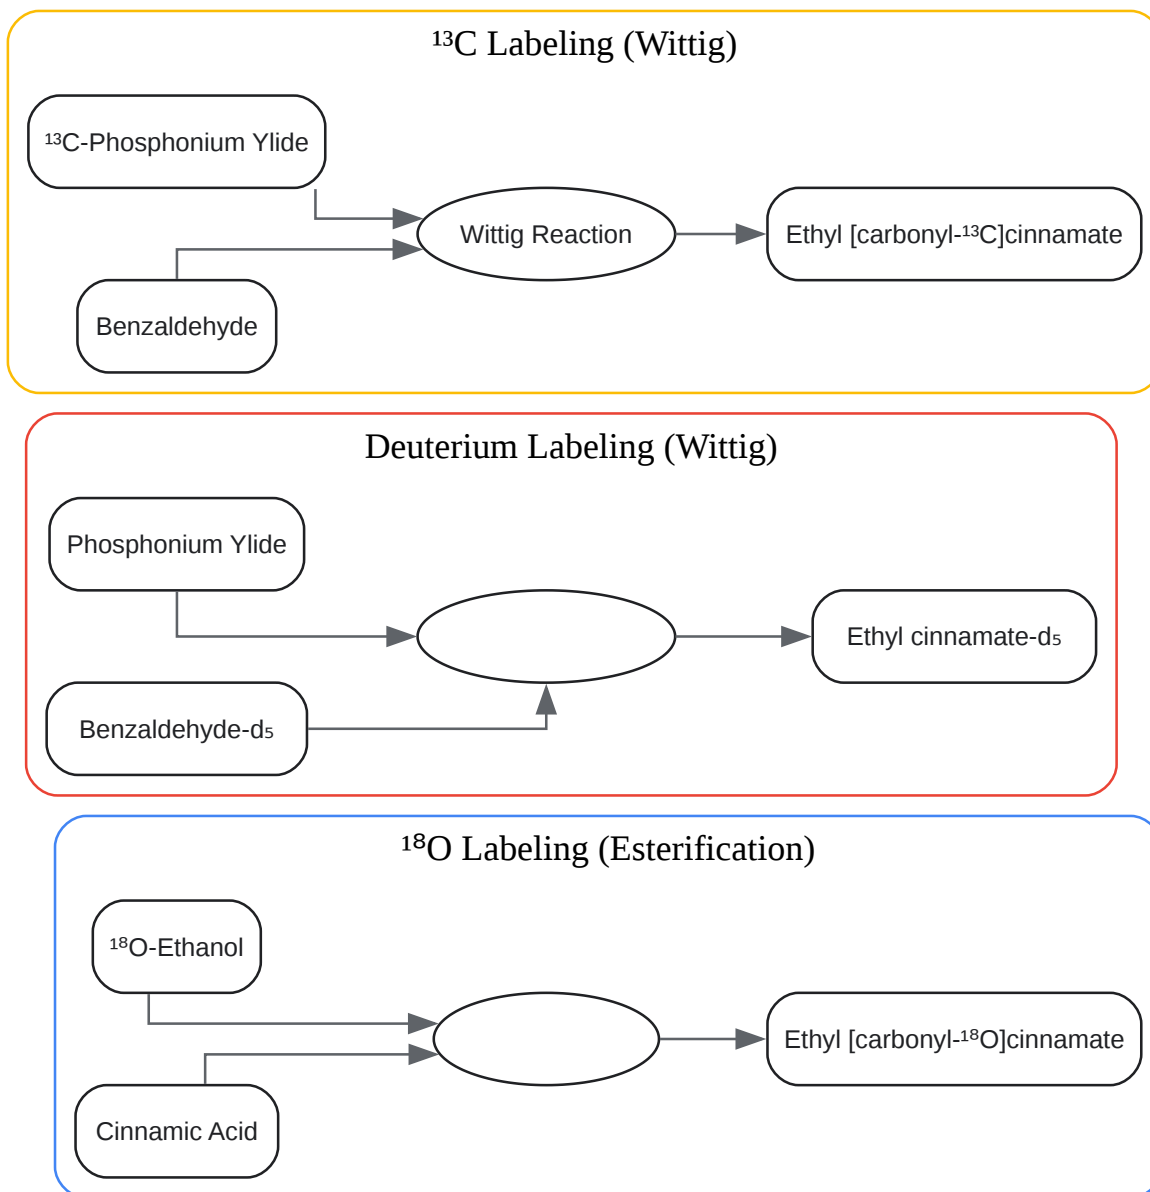 ¹³C Labeling (Wittig)
¹³C-Phosphonium Ylide
Wittig Reaction
Ethyl [carbonyl-¹³C]cinnamate
Benzaldehyde
Deuterium Labeling (Wittig)
Phosphonium Ylide
Ethyl cinnamate-d₅
Benzaldehyde-d₅
¹⁸O Labeling (Esterification)
¹⁸O-Ethanol
Ethyl [carbonyl-¹⁸O]cinnamate
Cinnamic Acid